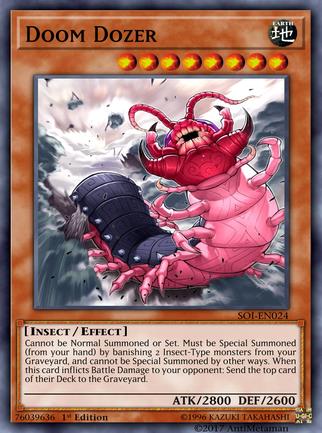 DOOM DOZER
EARTH
地
SOI-EN024
[INSECT / EFFECT]
Cannot be Normal Summoned or Set. Must be Special Summoned
(from your hand) by banishing 2 Insect-Type monsters from your
Graveyard, and cannot be Special Summoned by other ways. When
this card inflicts Battle Damage to your opponent: Send the top card
of their Deck to the Graveyard.
ATK/2800 DEF/2600
76039636 1st Edition ©1996 KAZUKI TAKAHASHI
©2017 AntiMetaman